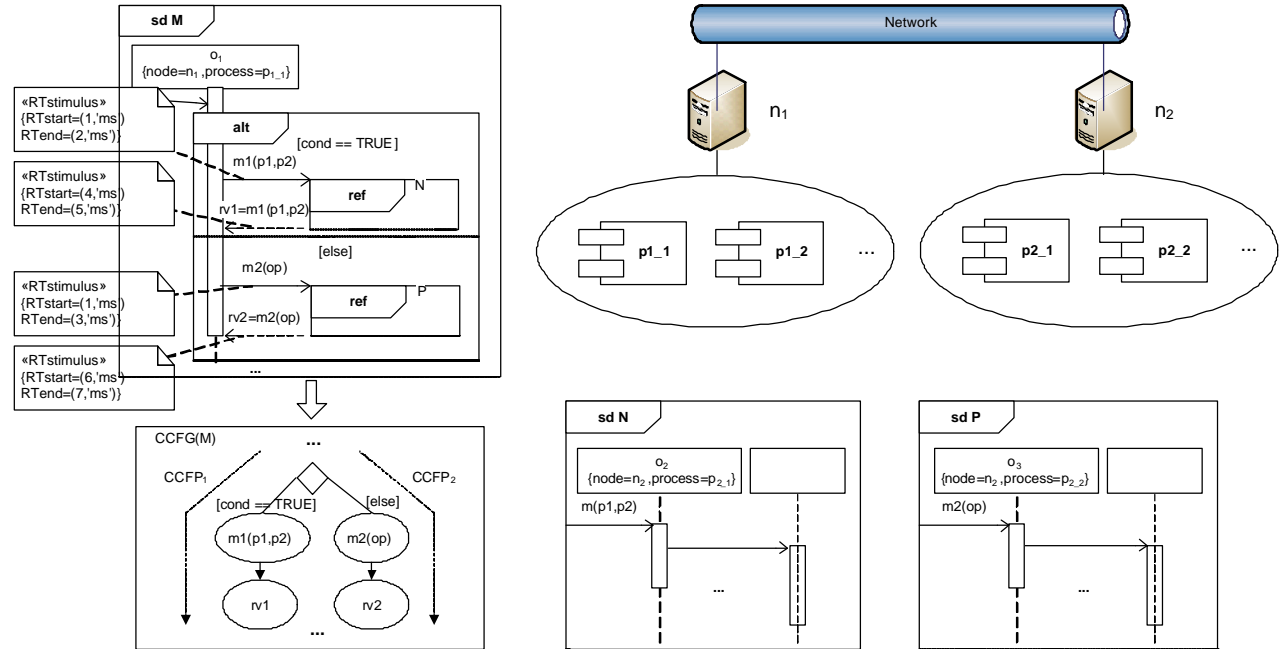 sd M
o1
{node=n1 ,process=p1_1}
«RTstimulus»
{RTstart=(1,'ms')
RTend=(2,'ms')}
alt
[cond == TRUE]
m1(p1,p2)
ref
N
«RTstimulus»
{RTstart=(4,'ms')
RTend=(5,'ms')}
rv1=m1(p1,p2)
[else]
m2(op)
ref
P
«RTstimulus»
{RTstart=(1,'ms')
RTend=(3,'ms')}
rv2=m2(op)
«RTstimulus»
{RTstart=(6,'ms')
RTend=(7,'ms')}
...
Network
n1
n2
p1_1
p1_2
...
p2_1
p2_2
...
CCFG(M)
...
CCFP1
CCFP2
[cond == TRUE]
[else]
m1(p1,p2)
m2(op)
rv1
rv2
...
sd N
o2
{node=n2 ,process=p2_1}
m(p1,p2)
...
sd P
o3
{node=n2 ,process=p2_2}
m2(op)
...